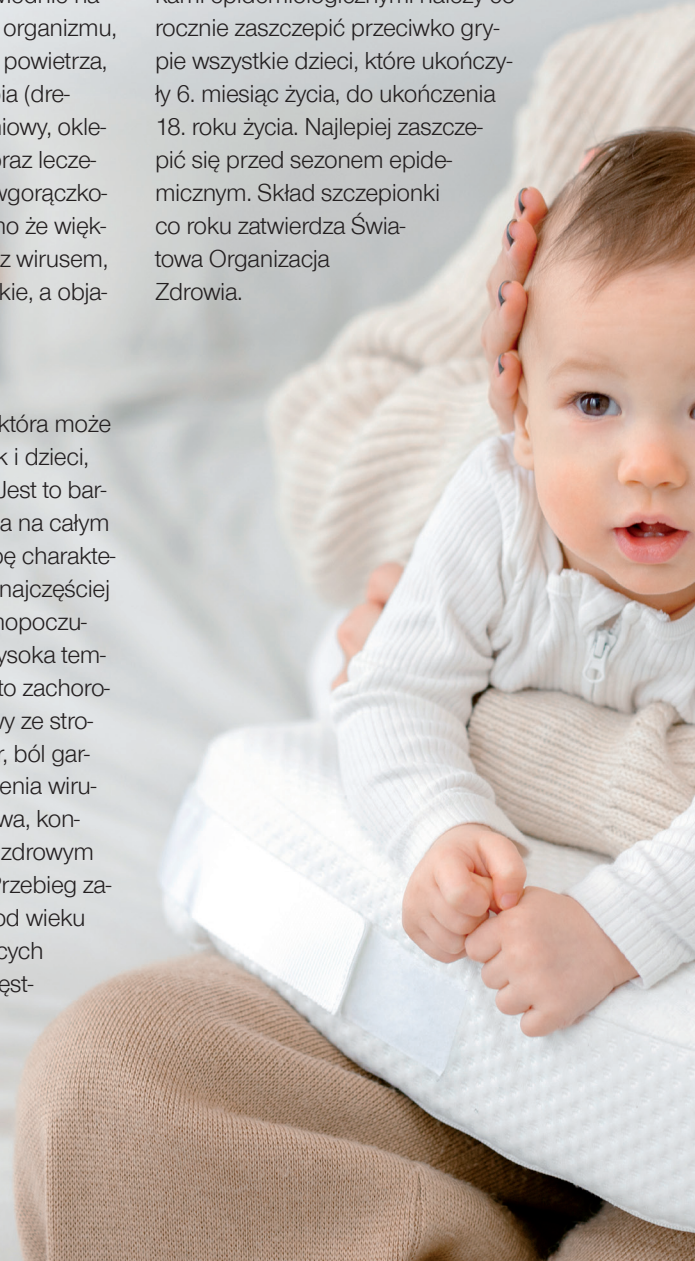 organizmu,
powietrza,
ia (dre-
niowy, okle-
oraz lecze-
wgorączko-
no że więk-
z wirusem,
kie, a obja-
która może
k i dzieci,
Jest to bar-
a na całym
pę charakte-
najczęściej
mopoczu-
ysoka tem-
to zachoro-
wy ze stro-
r, ból gar-
enia wiru-
wa, kon-
zdrowym
Przebieg za-
od wieku
cych
ęst-
kami epidemiologicznymi należy co
rocznie zaszczepić przeciwko gry-
pie wszystkie dzieci, które ukończy-
ły 6. miesiąc życia, do ukończenia
18. roku życia. Najlepiej zaszcze-
pić się przed sezonem epide-
micznym. Skład szczepionki
co roku zatwierdza Świa-
towa Organizacja
Zdrowia.